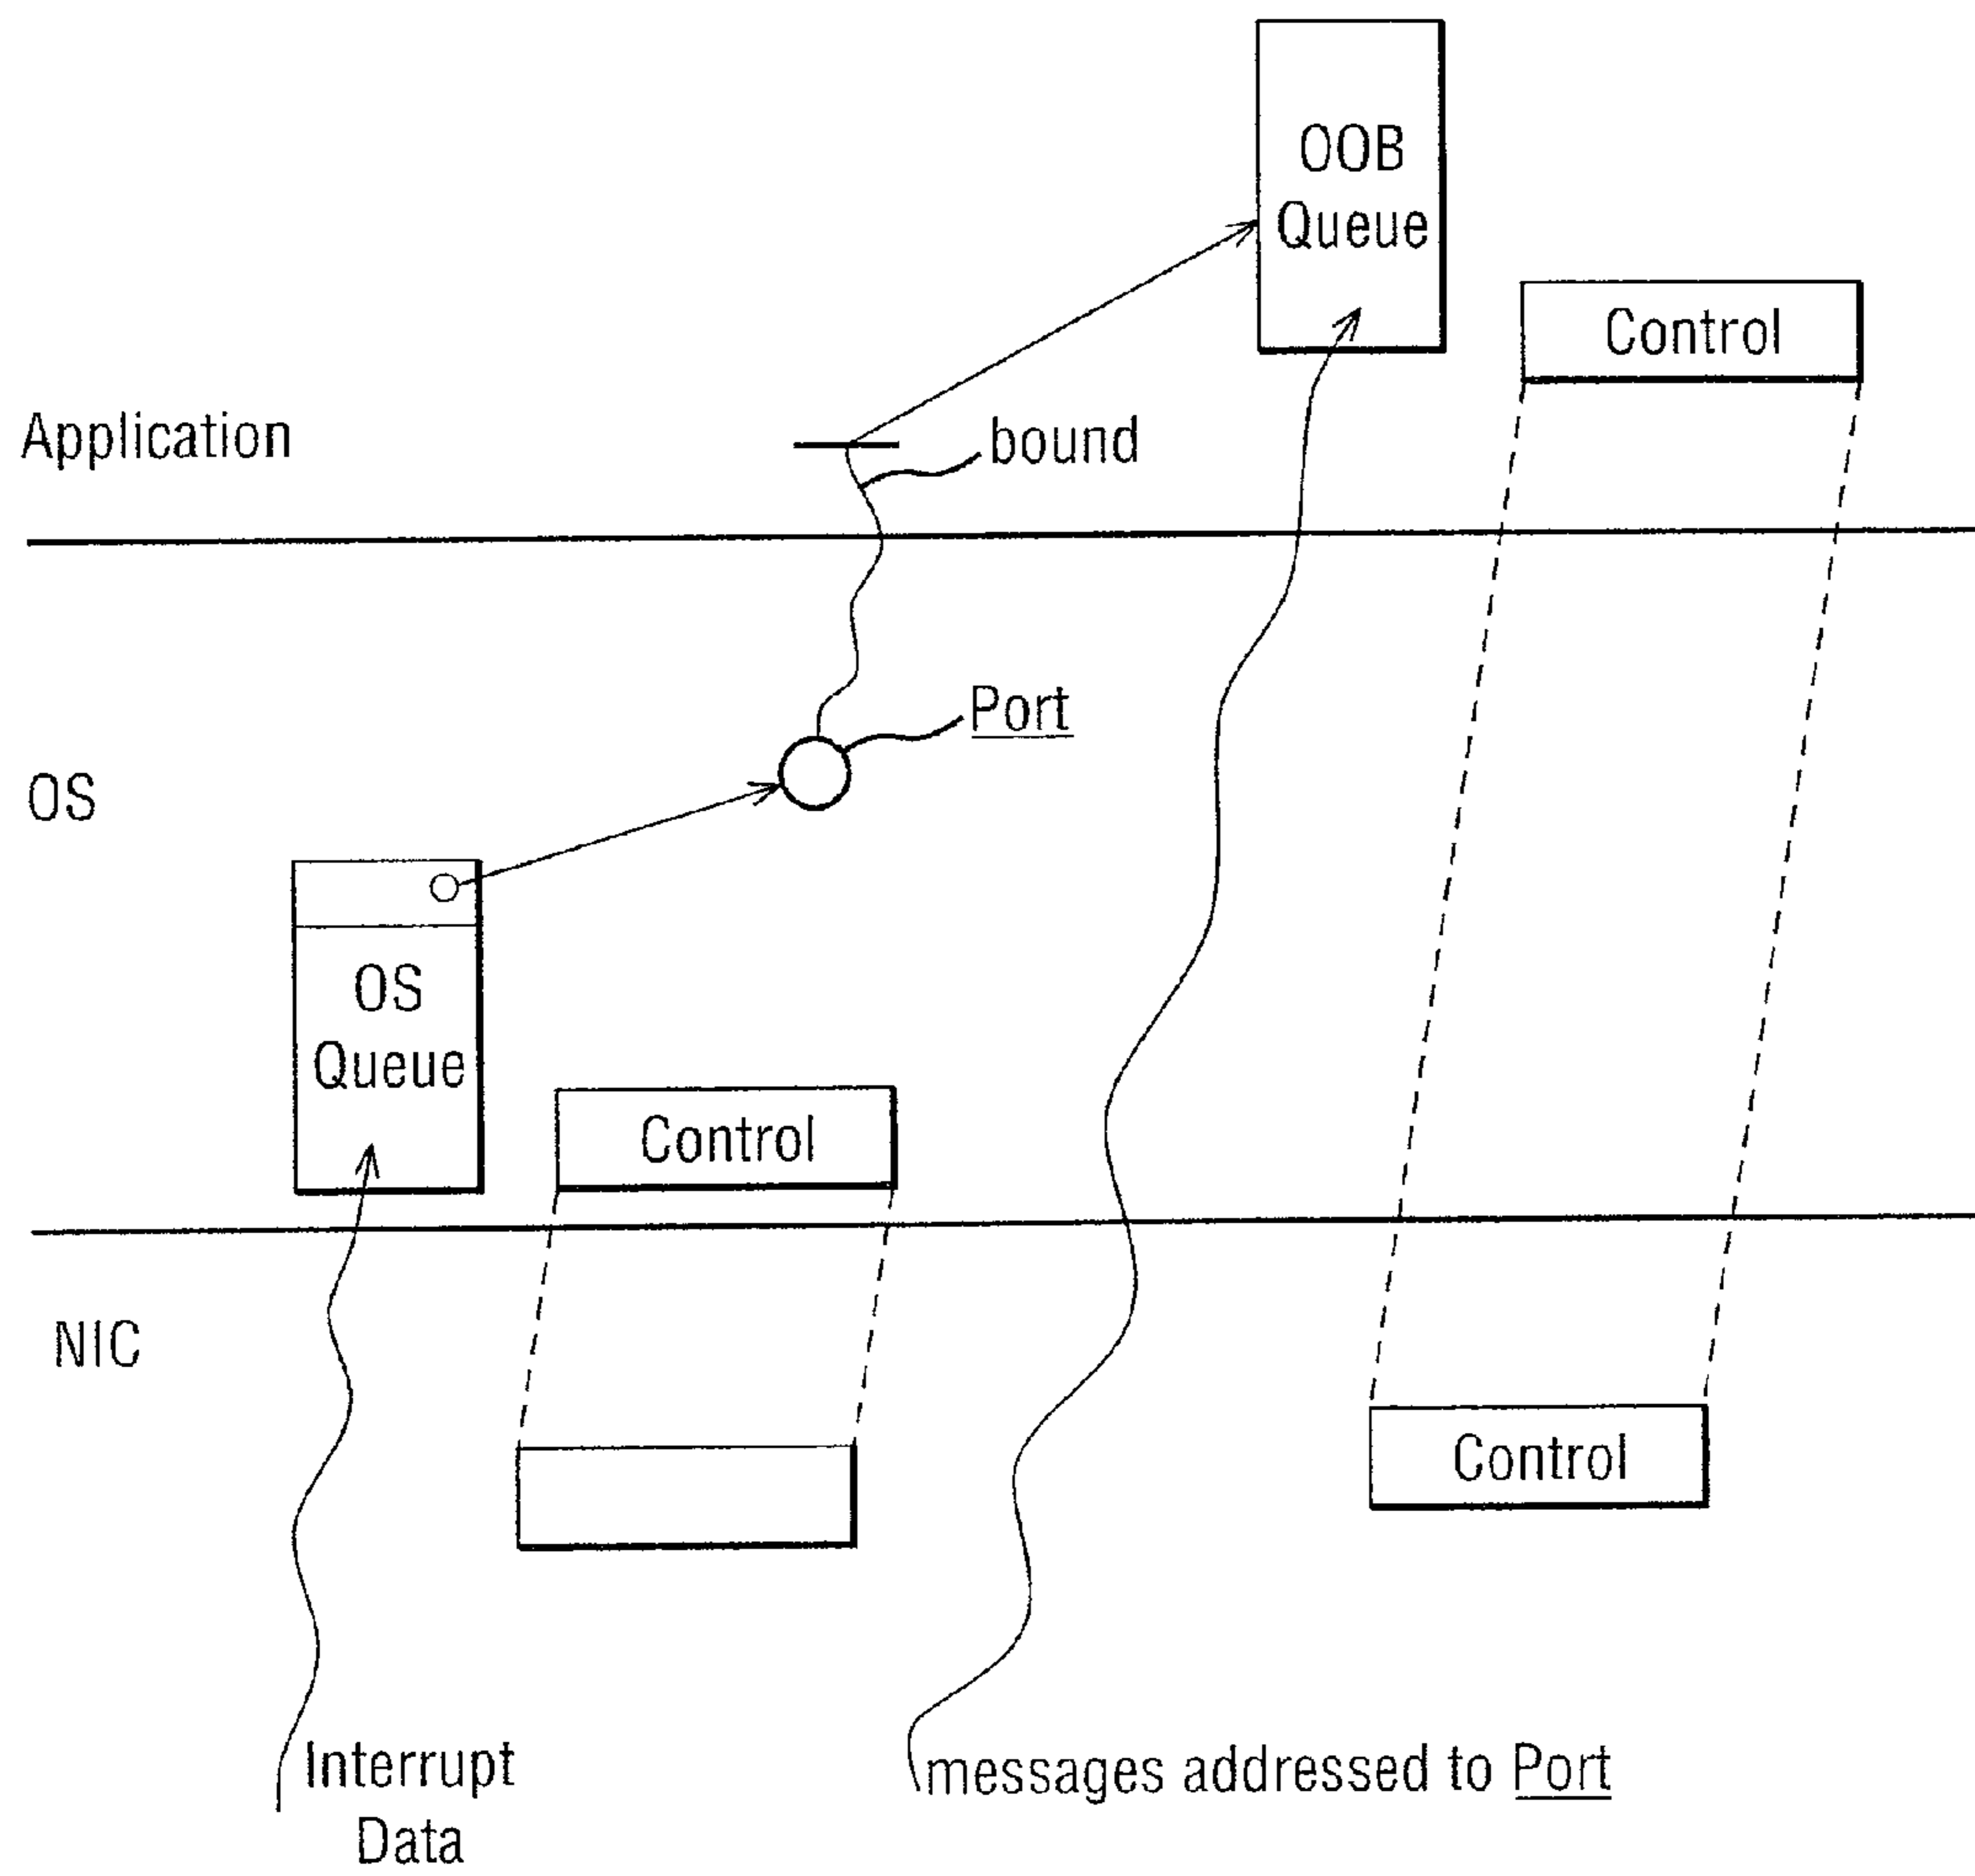 OOB
Queue
Control
Application
bound
Port
OS
OS
Queue
Control
NIC
Control
Interrupt
Data
messages addressed to Port